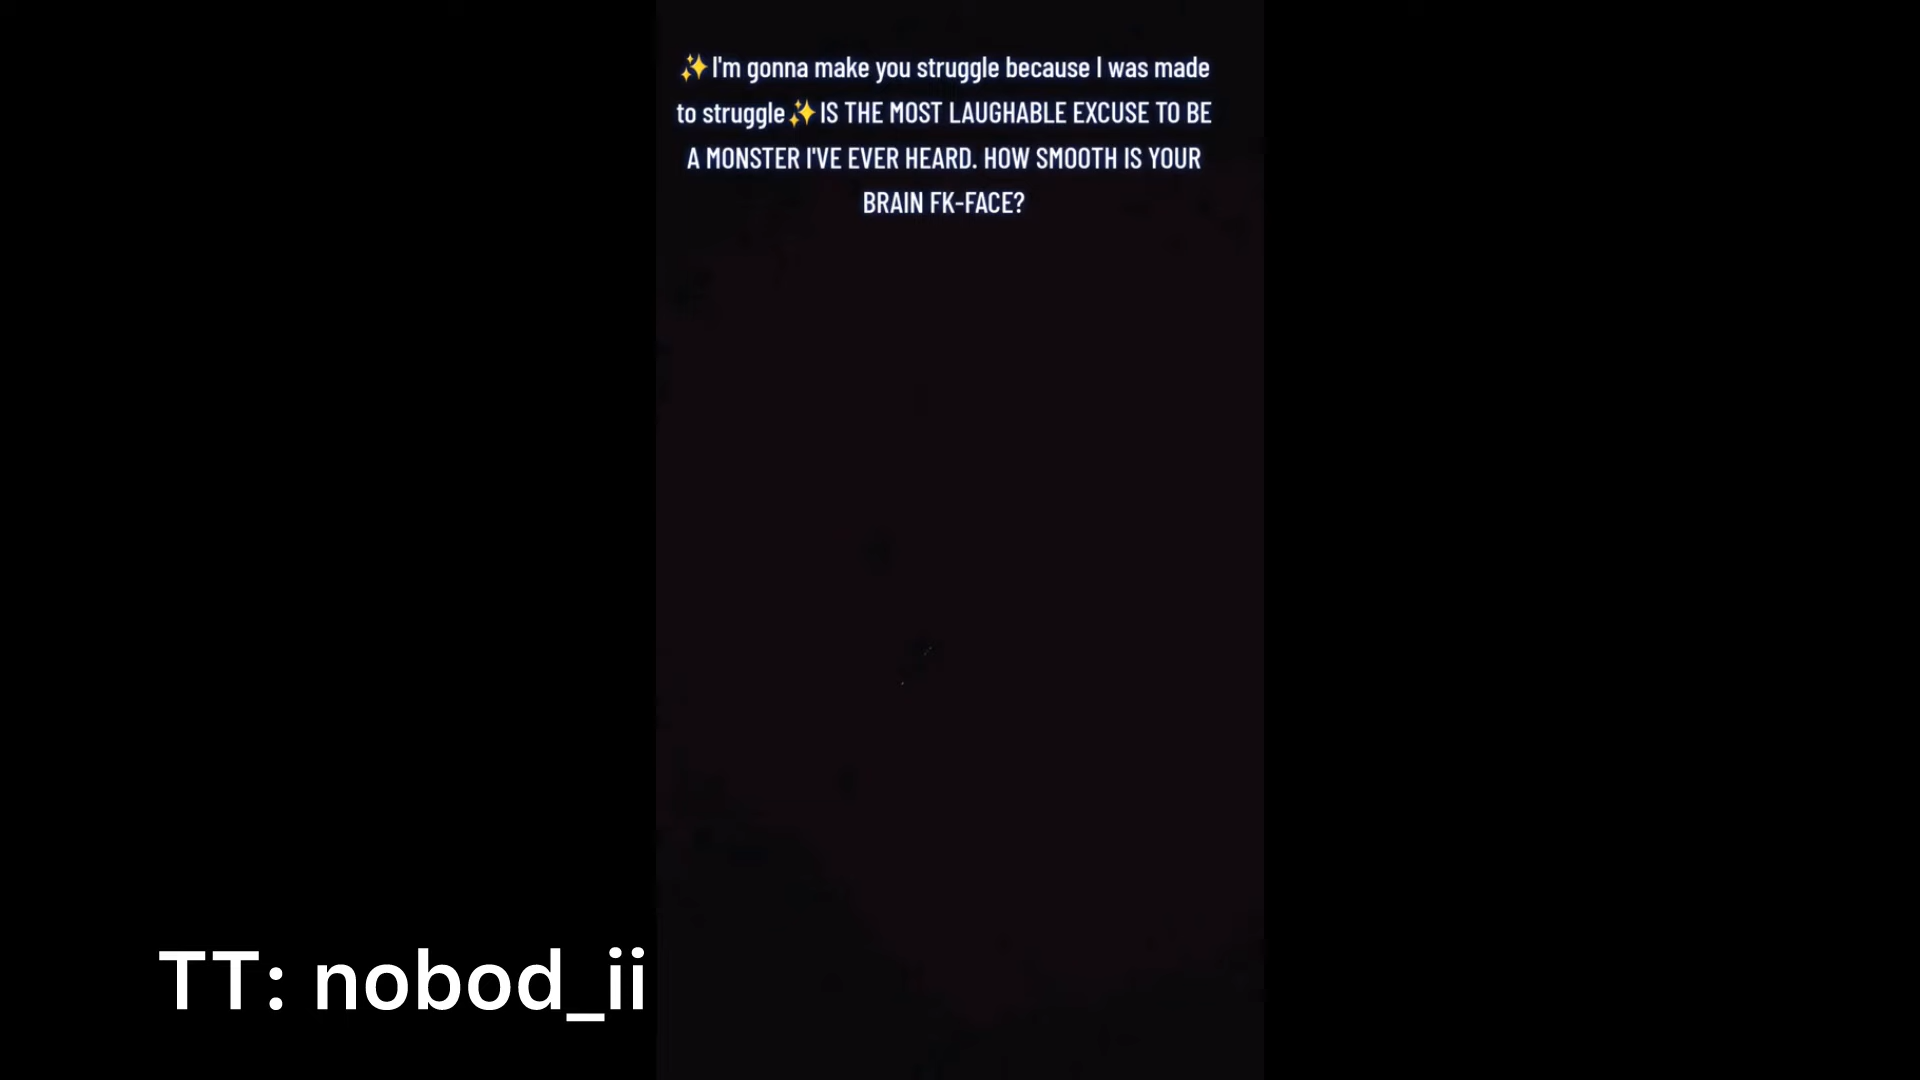 ✨I'm gonna make you struggle because I was made
to struggle✨IS THE MOST LAUGHABLE EXCUSE TO BE
A MONSTER I'VE EVER HEARD. HOW SMOOTH IS YOUR
BRAIN FK-FACE?
TT: nobod_ii